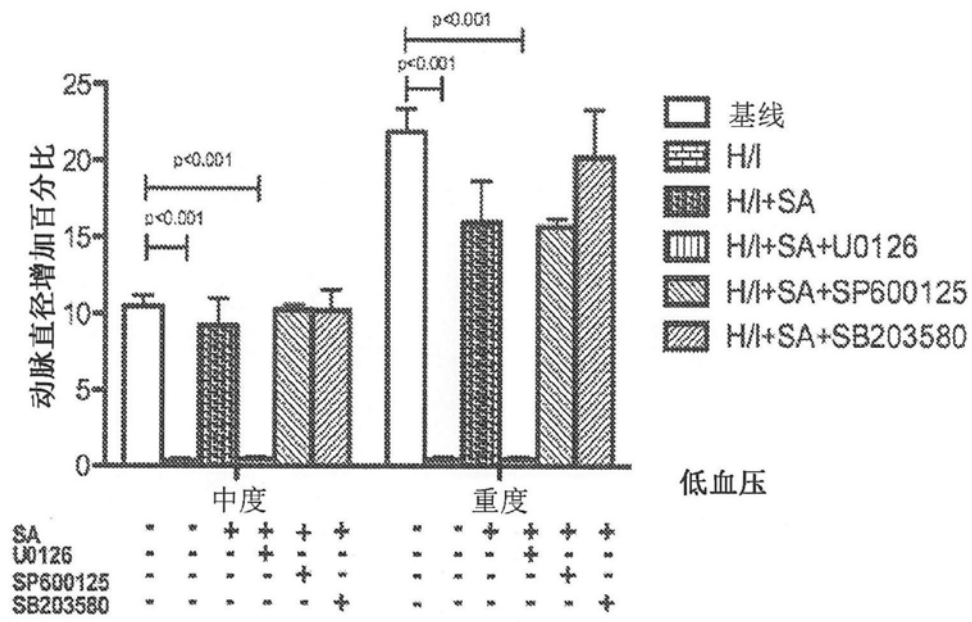 p<0.001
p<0.001
p<0.001
p<0.001
动脉直径增加百分比
25
20
15
10
5
0
中度
重度
低血压
基线
H/I
H/I+SA
H/I+SA+U0126
H/I+SA+SP600125
H/I+SA+SB203580
SA - - + + + + - - + + + +
U0126 - - - + - - - - - + - -
SP600125 - - - - + - - - - - + -
SB203580 - - - - - + - - - - - +